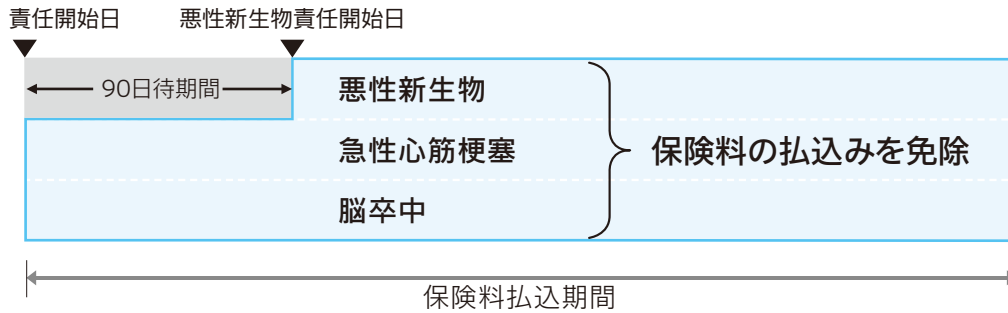 責任開始日
悪性新生物責任開始日
90日待期間
悪性新生物
急性心筋梗塞
保険料の払込みを免除
脳卒中
保険料払込期間